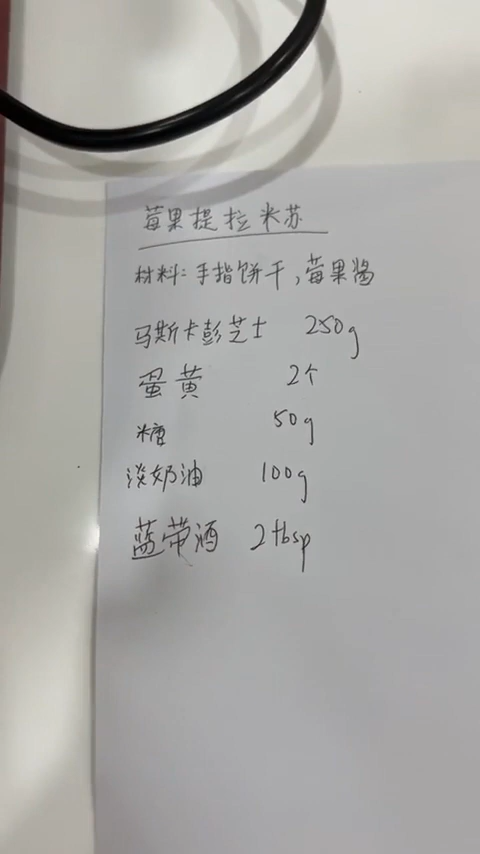 莓果提拉米苏
材料：手指饼干，莓果酱
马斯卡彭芝士 250g
蛋黄 2个
糖 50g
淡奶油 100g
蓝带酒 2tbsp